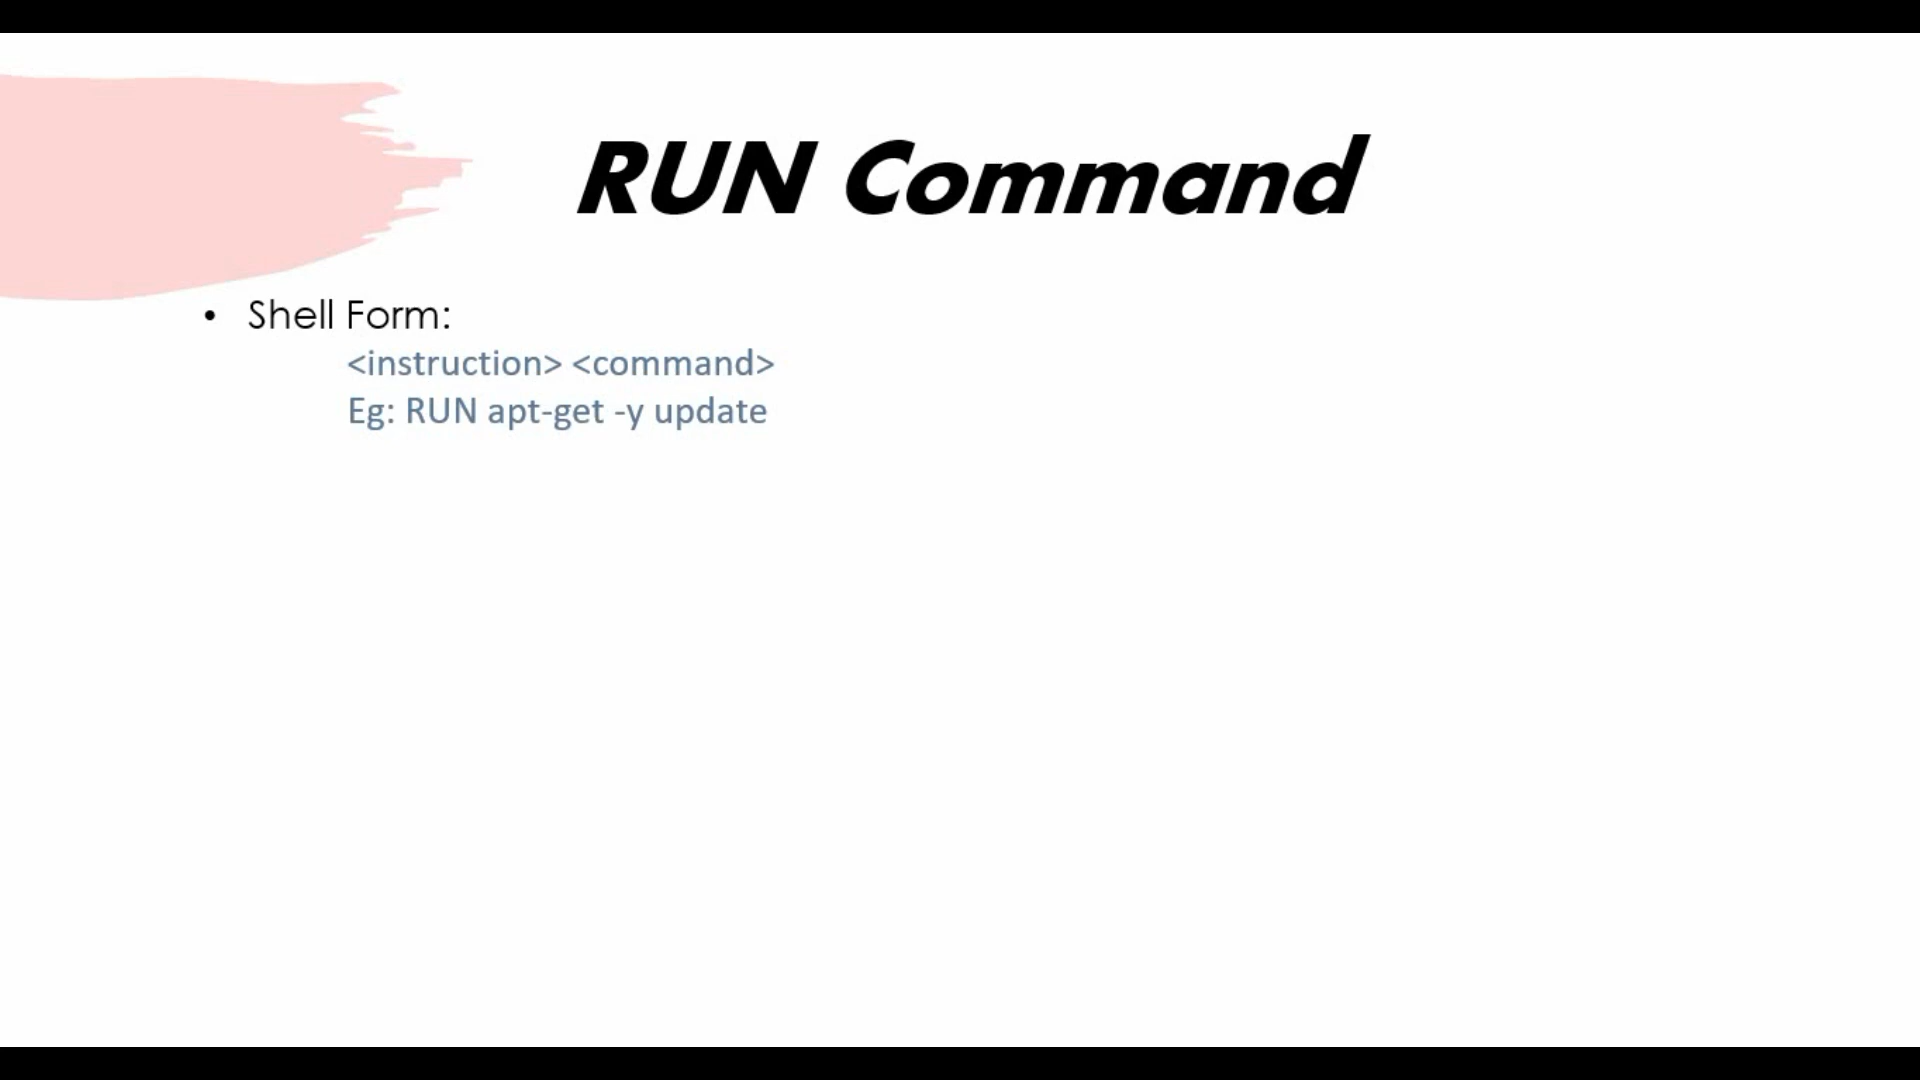 RUN Command
• Shell Form:
<instruction> <command>
Eg: RUN apt-get -y update